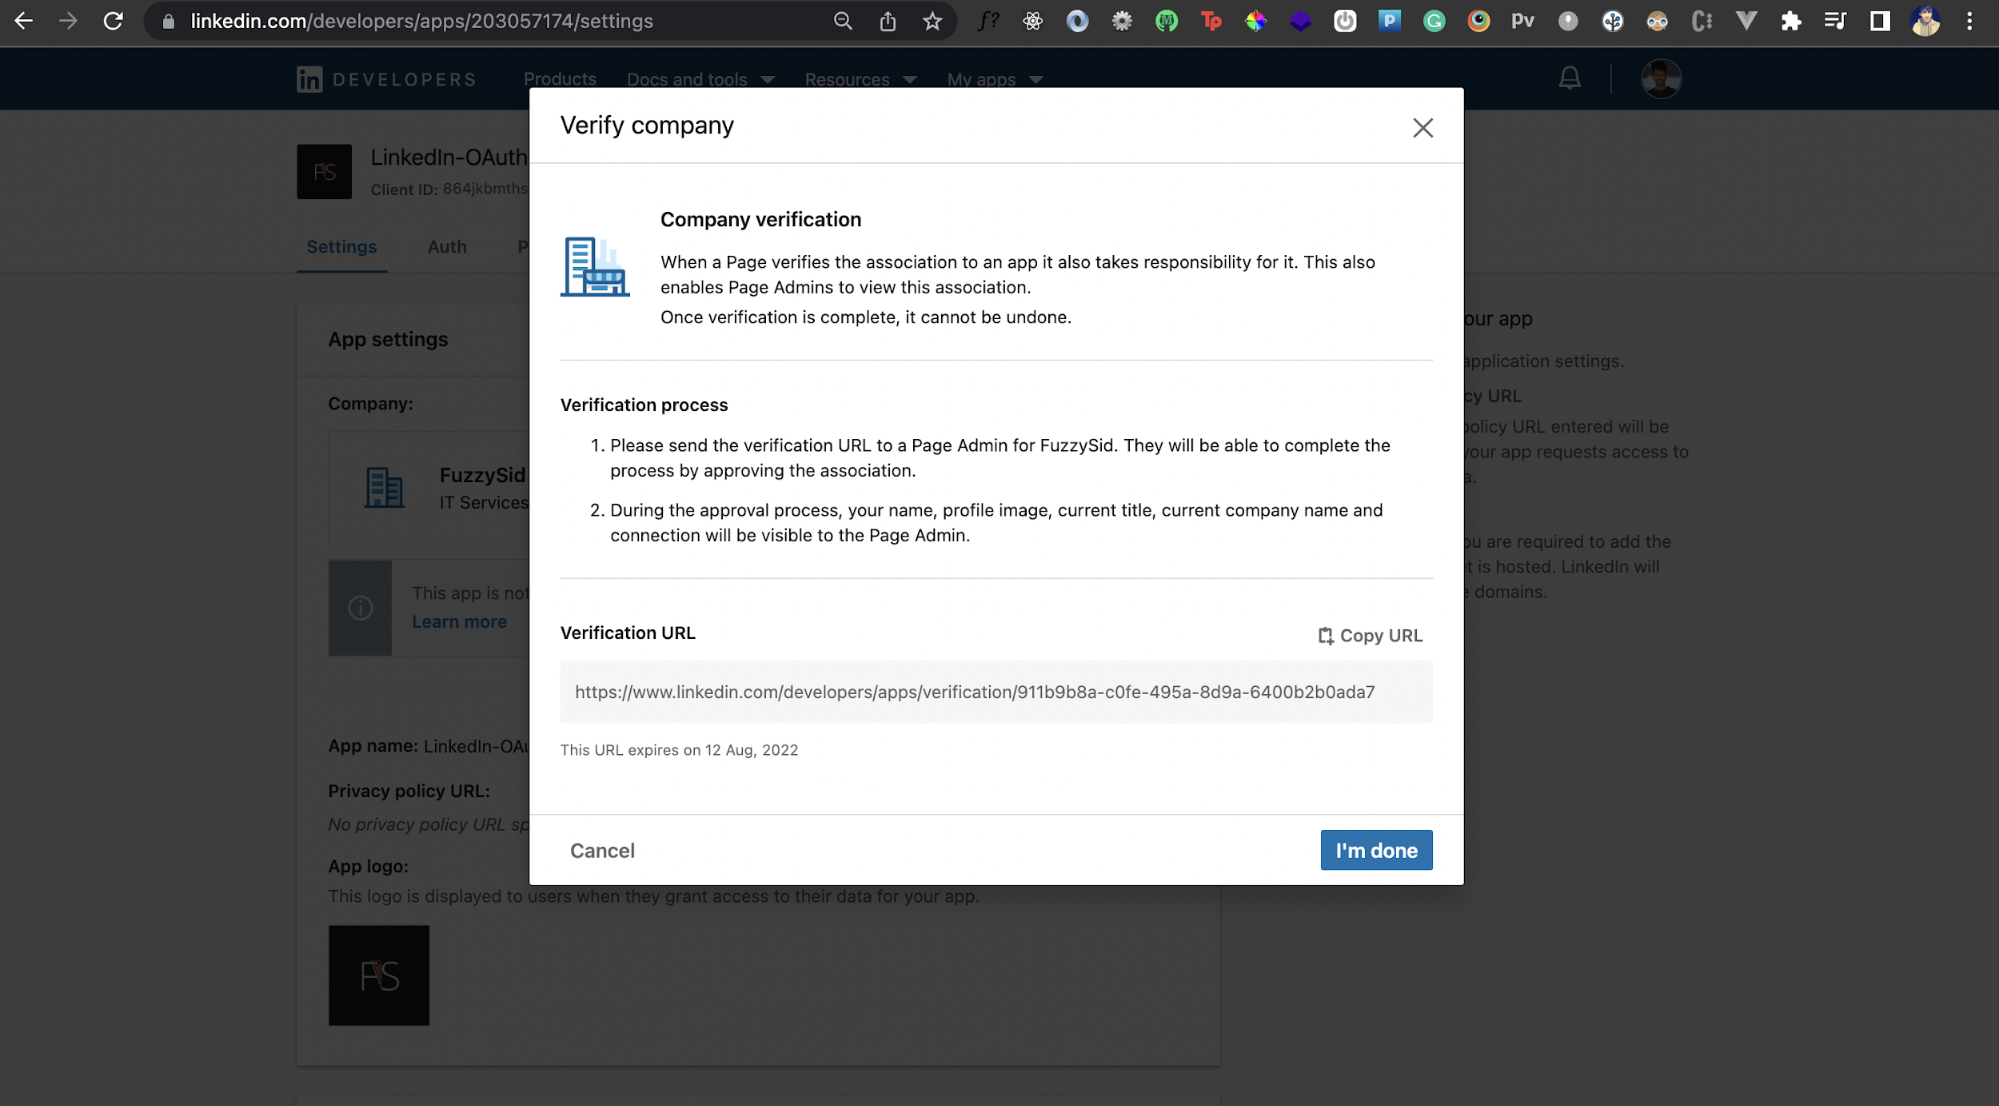 linkedin.com/developers/apps/203057174/settings
in DEVELOPERS Products Docs and tools Resources My apps
Verify company
LinkedIn-OAuth
Client ID: 864jkbmths
Settings Auth P
Company verification
When a Page verifies the association to an app it also takes responsibility for it. This also
enables Page Admins to view this association.
Once verification is complete, it cannot be undone.
our app
application settings.
cy URL
policy URL entered will be
your app requests access to
a.
ou are required to add the
t is hosted. LinkedIn will
e domains.
App settings
Company:
FuzzySid
IT Services
This app is not
Learn more
Verification process
1. Please send the verification URL to a Page Admin for FuzzySid. They will be able to complete the
process by approving the association.
2. During the approval process, your name, profile image, current title, current company name and
connection will be visible to the Page Admin.
Verification URL
Copy URL
https://www.linkedin.com/developers/apps/verification/911b9b8a-c0fe-495a-8d9a-6400b2b0ada7
This URL expires on 12 Aug, 2022
App name: LinkedIn-OAu
Privacy policy URL:
No privacy policy URL sp
Cancel
I'm done
App logo:
This logo is displayed to users when they grant access to their data for your app.
FS